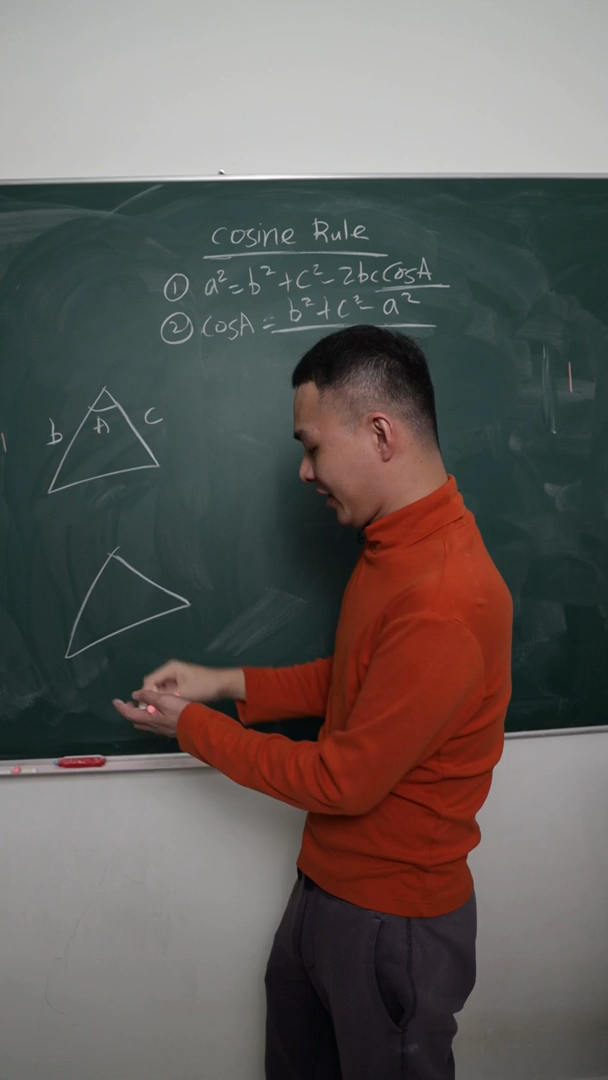 Cosine Rule
① a² = b² + c² - 2bc cosA
② cosA = b² + c² - a²
b A c